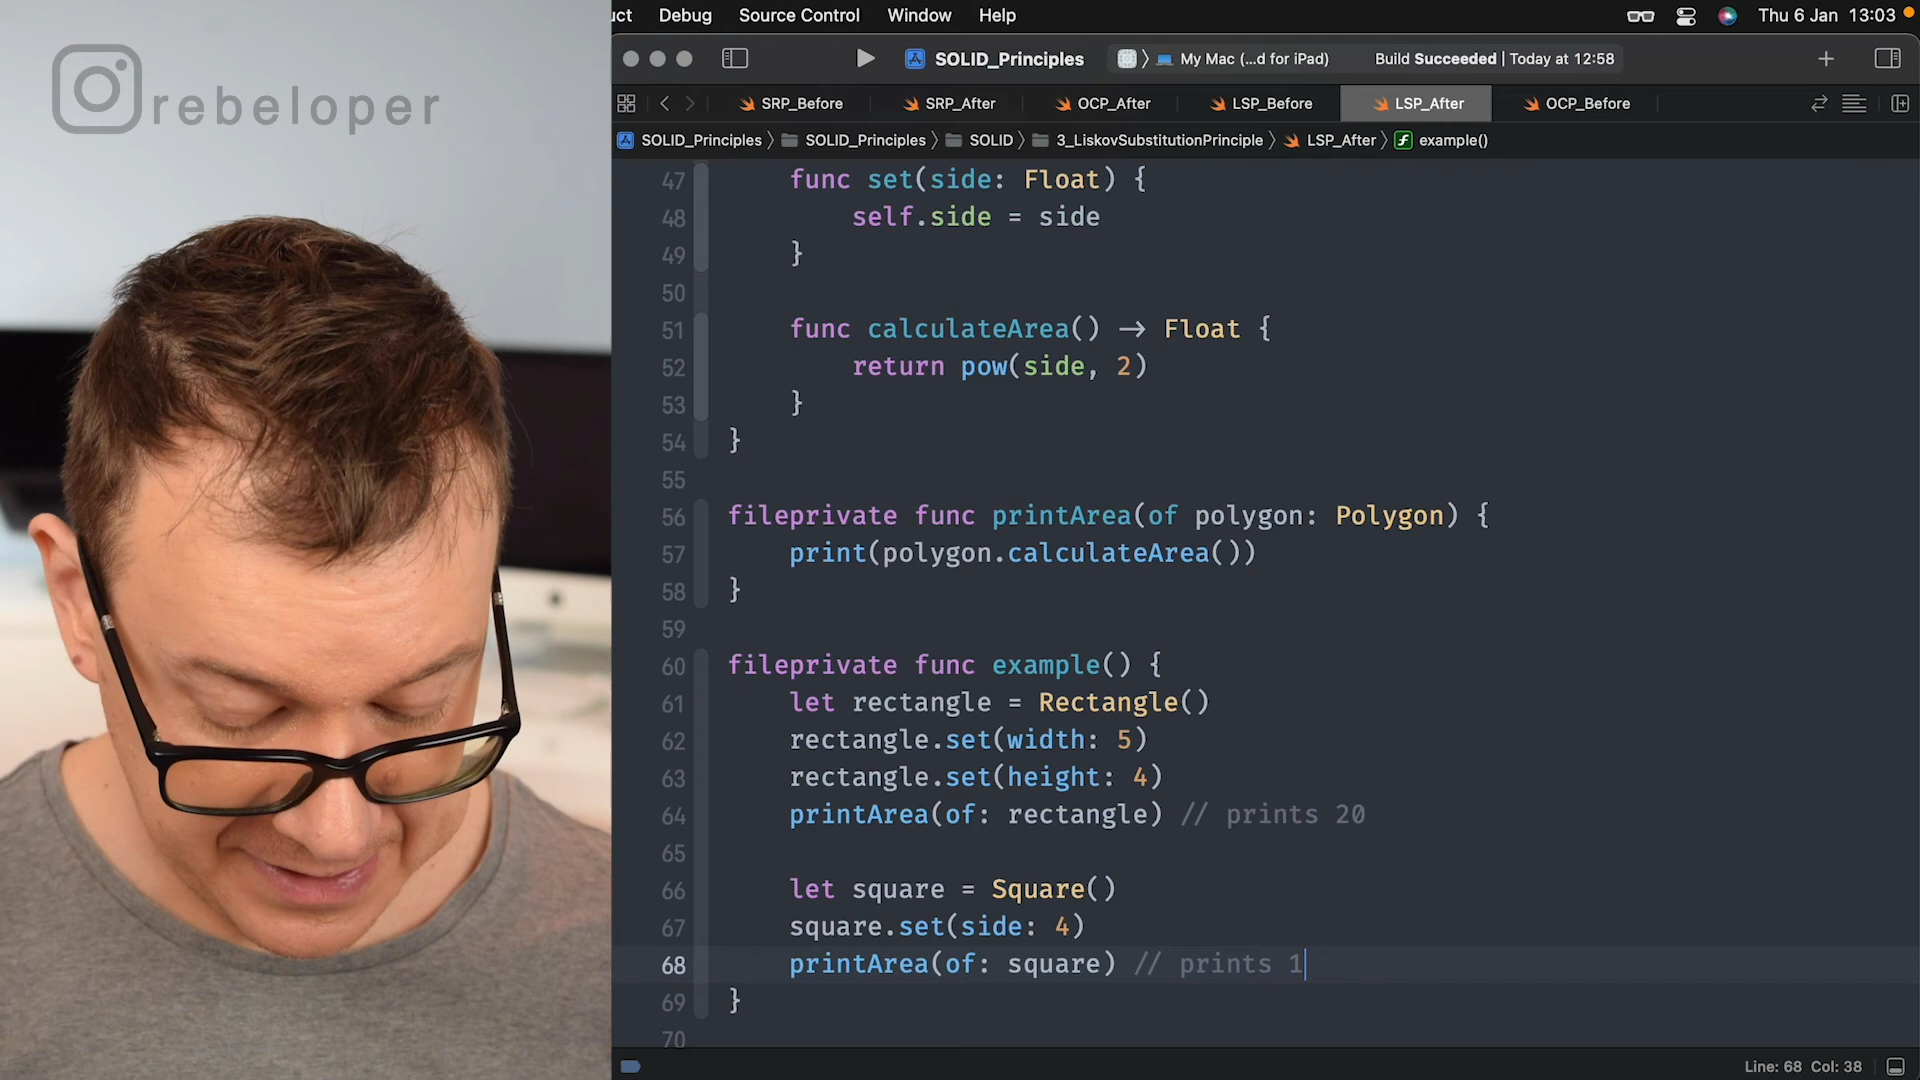 @rebeloper
uct Debug Source Control Window Help Thu 6 Jan 13:03
SOLID_Principles My Mac (...d for iPad) Build Succeeded | Today at 12:58
SRP_Before SRP_After OCP_After LSP_Before LSP_After OCP_Before
SOLID_Principles SOLID_Principles SOLID 3_LiskovSubstitutionPrinciple LSP_After example()
47 func set(side: Float) {
48 self.side = side
49 }
50
51 func calculateArea() -> Float {
52 return pow(side, 2)
53 }
54 }
55
56 fileprivate func printArea(of polygon: Polygon) {
57 print(polygon.calculateArea())
58 }
59
60 fileprivate func example() {
61 let rectangle = Rectangle()
62 rectangle.set(width: 5)
63 rectangle.set(height: 4)
64 printArea(of: rectangle) // prints 20
65
66 let square = Square()
67 square.set(side: 4)
68 printArea(of: square) // prints 1
69 }
70
Line: 68 Col: 38